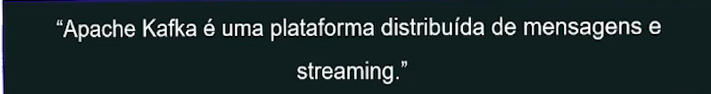 “Apache Kafka é uma plataforma distribuída de mensagens e
streaming.”